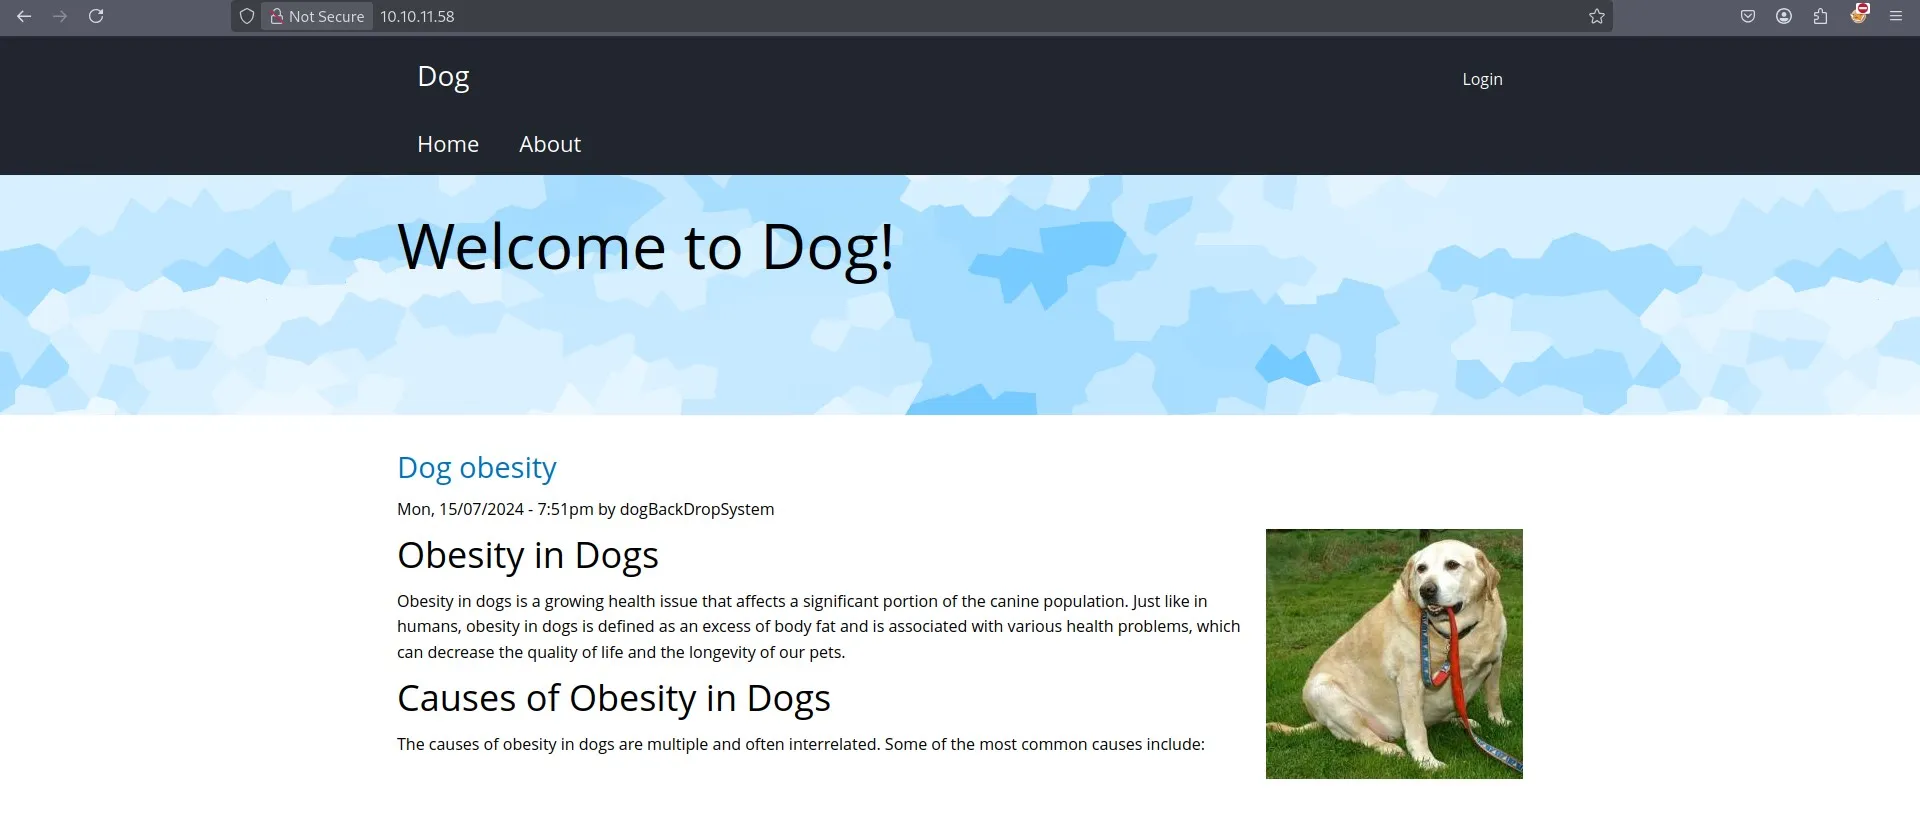 Not Secure 10.10.11.58
Dog
Login
Home About
Welcome to Dog!
Dog obesity
Mon, 15/07/2024 - 7:51pm by dogBackDropSystem
Obesity in Dogs
Obesity in dogs is a growing health issue that affects a significant portion of the canine population. Just like in
humans, obesity in dogs is defined as an excess of body fat and is associated with various health problems, which
can decrease the quality of life and the longevity of our pets.
Causes of Obesity in Dogs
The causes of obesity in dogs are multiple and often interrelated. Some of the most common causes include: